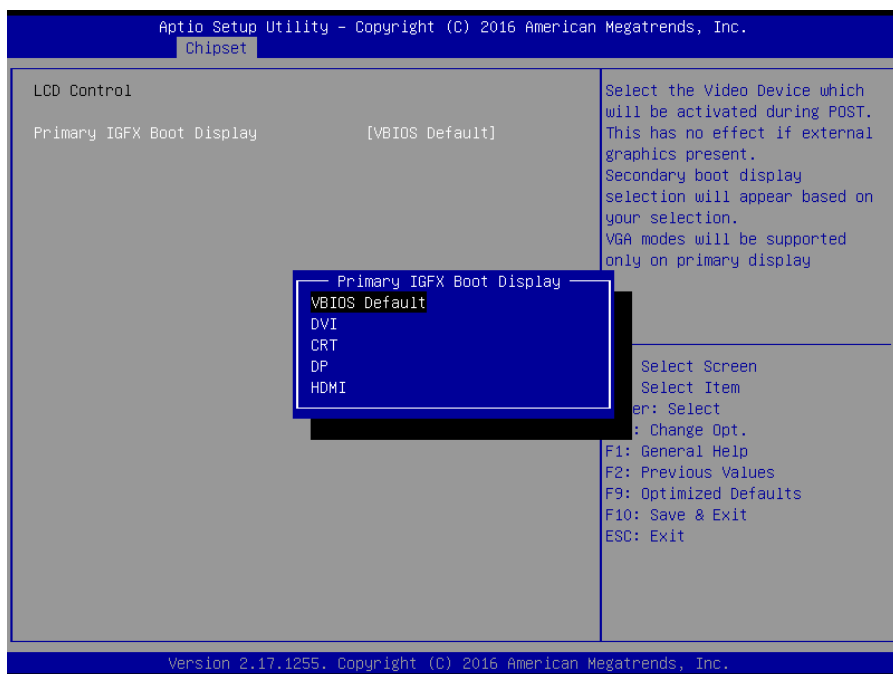 Aptio Setup Utility – Copyright (C) 2016 American Megatrends, Inc.
Chipset
LCD Control
Primary IGFX Boot Display [VBIOS Default]
Select the Video Device which
will be activated during POST.
This has no effect if external
graphics present.
Secondary boot display
selection will appear based on
your selection.
VGA modes will be supported
only on primary display
Primary IGFX Boot Display
VBIOS Default
DVI
CRT
DP
HDMI
Select Screen
Select Item
er: Select
: Change Opt.
F1: General Help
F2: Previous Values
F9: Optimized Defaults
F10: Save & Exit
ESC: Exit
Version 2.17.1255. Copyright (C) 2016 American Megatrends, Inc.